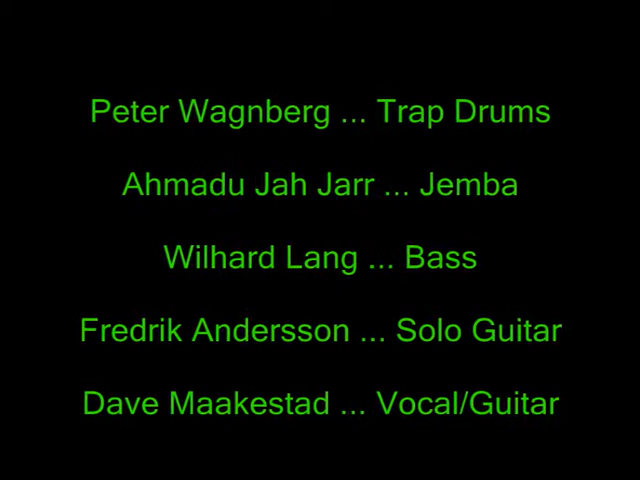 Peter Wagnberg ... Trap Drums
Ahmadu Jah Jarr ... Jemba
Wilhard Lang ... Bass
Fredrik Andersson ... Solo Guitar
Dave Maakestad ... Vocal/Guitar